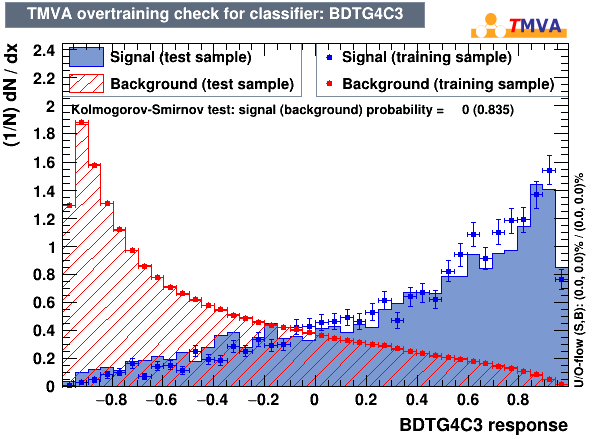 TMVA overtraining check for classifier: BDTG4C3
TMVA
Signal (test sample)
Signal (training sample)
Background (test sample)
Background (training sample)
Kolmogorov-Smirnov test: signal (background) probability = 0 (0.835)
(1/N) dN / dx
2.4
2.2
2
1.8
1.6
1.4
1.2
1
0.8
0.6
0.4
0.2
0
−0.8 −0.6 −0.4 −0.2 0 0.2 0.4 0.6 0.8
BDTG4C3 response
U/O-flow (S,B): (0.0, 0.0)% / (0.0, 0.0)%